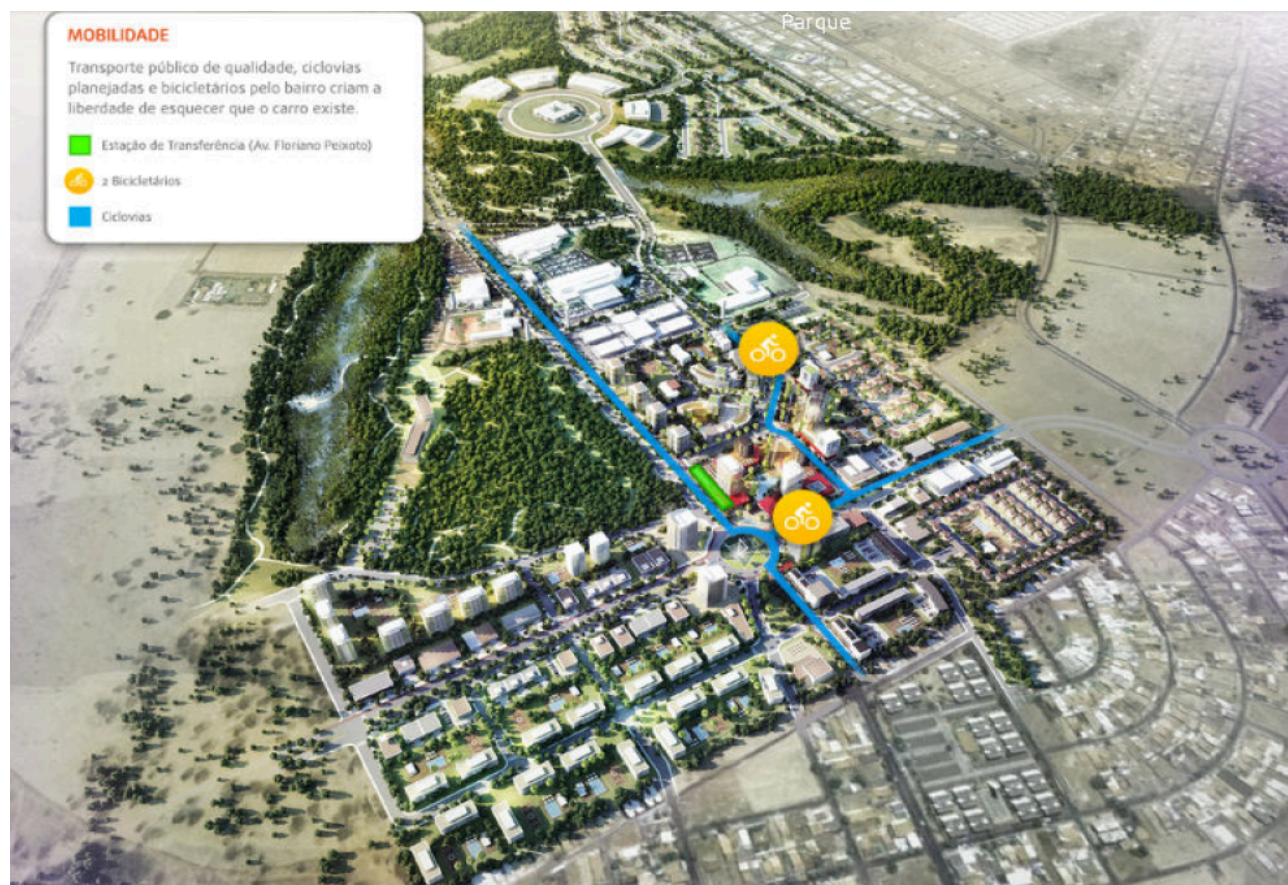 Parque
MOBILIDADE
Transporte público de qualidade, ciclovias
planejadas e bicicletários pelo bairro criam a
liberdade de esquecer que o carro existe.
Estação de Transferência (Av. Floriano Peixoto)
2 Bicicletários
Ciclovias